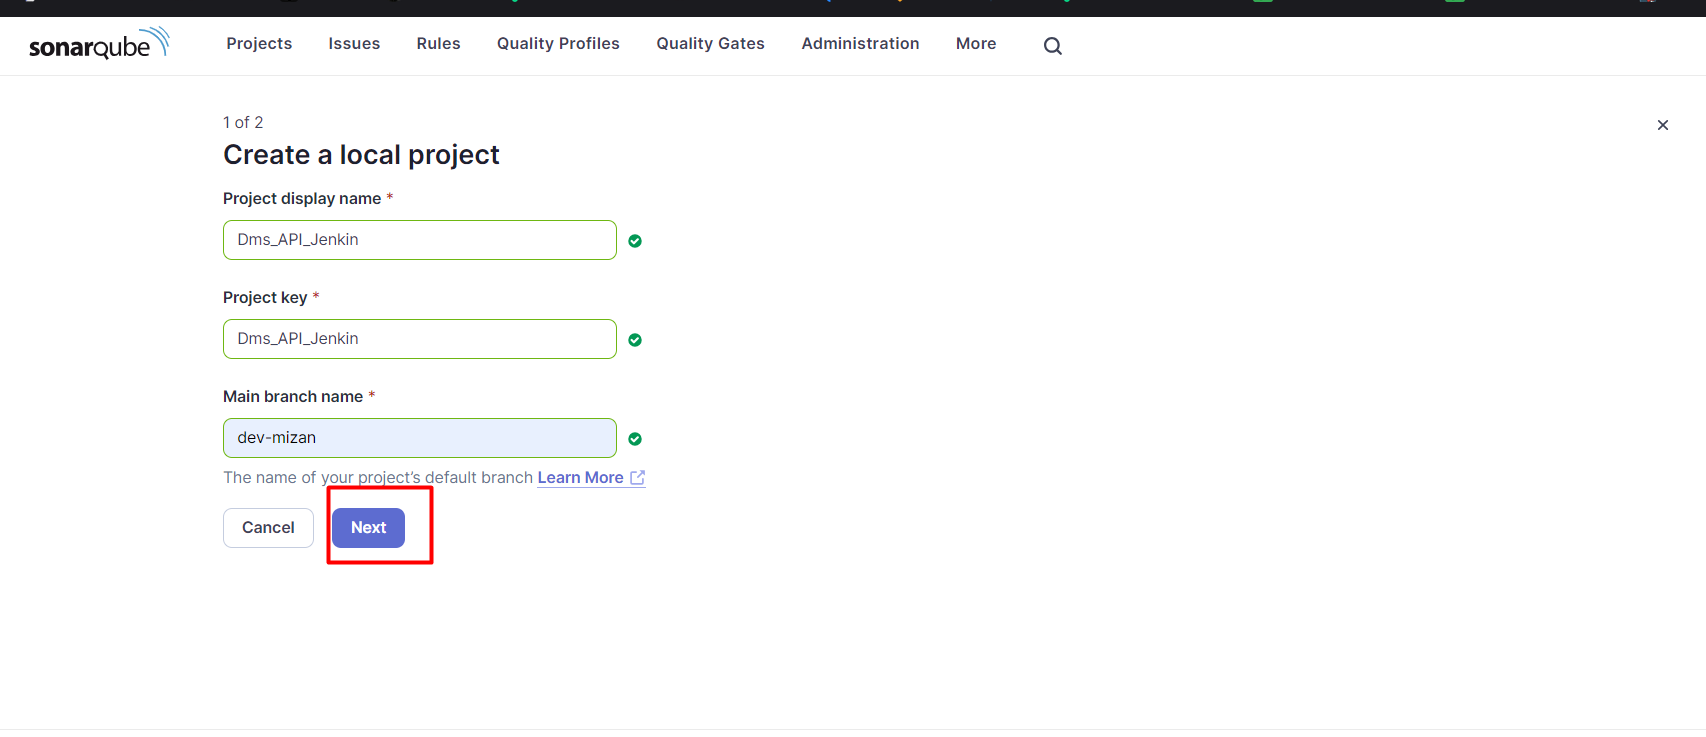 sonarqube
Projects Issues Rules Quality Profiles Quality Gates Administration More
1 of 2
Create a local project
Project display name *
Dms_API_Jenkin
Project key *
Dms_API_Jenkin
Main branch name *
dev-mizan
The name of your project's default branch Learn More
Cancel Next